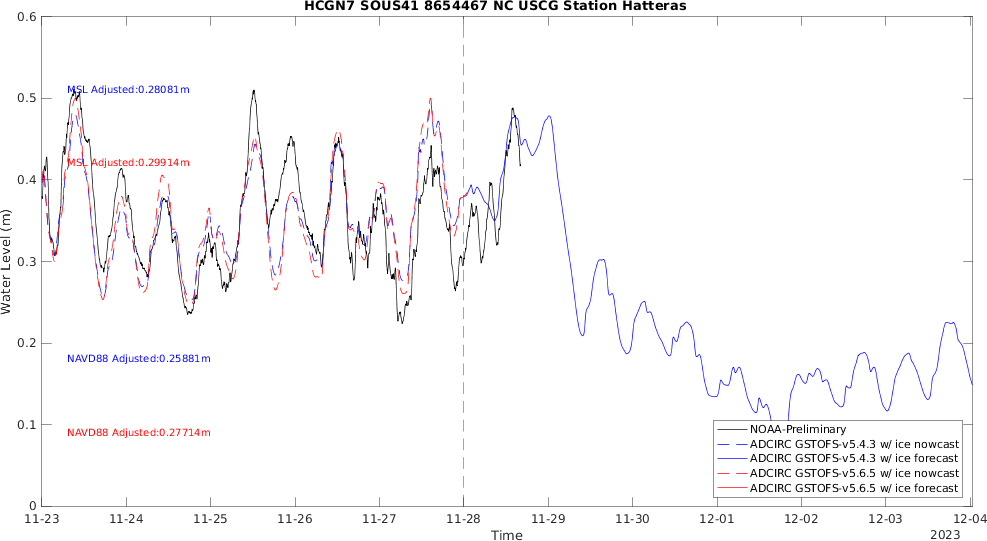 HCGN7 SOUS41 8654467 NC USCG Station Hatteras
0.6
0.5
0.4
0.3
0.2
0.1
0
Water Level (m)
MSL Adjusted:0.28081m
MSL Adjusted:0.29914m
NAVD88 Adjusted:0.25881m
NAVD88 Adjusted:0.27714m
NOAA-Preliminary
ADCIRC GSTOFS-v5.4.3 w/ ice nowcast
ADCIRC GSTOFS-v5.4.3 w/ ice forecast
ADCIRC GSTOFS-v5.6.5 w/ ice nowcast
ADCIRC GSTOFS-v5.6.5 w/ ice forecast
11-23 11-24 11-25 11-26 11-27 11-28 11-29 11-30 12-01 12-02 12-03 12-04
Time
2023